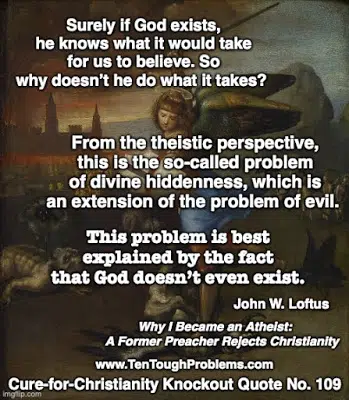 Surely if God exists,
he knows what it would take
for us to believe. So
why doesn't he do what it takes?
From the theistic perspective,
this is the so-called problem
of divine hiddenness, which is
an extension of the problem of evil.
This problem is best
explained by the fact
that God doesn't even exist.
John W. Loftus
Why I Became an Atheist:
A Former Preacher Rejects Christianity
www.TenToughProblems.com
Cure-for-Christianity Knockout Quote No. 109
imgflip.com